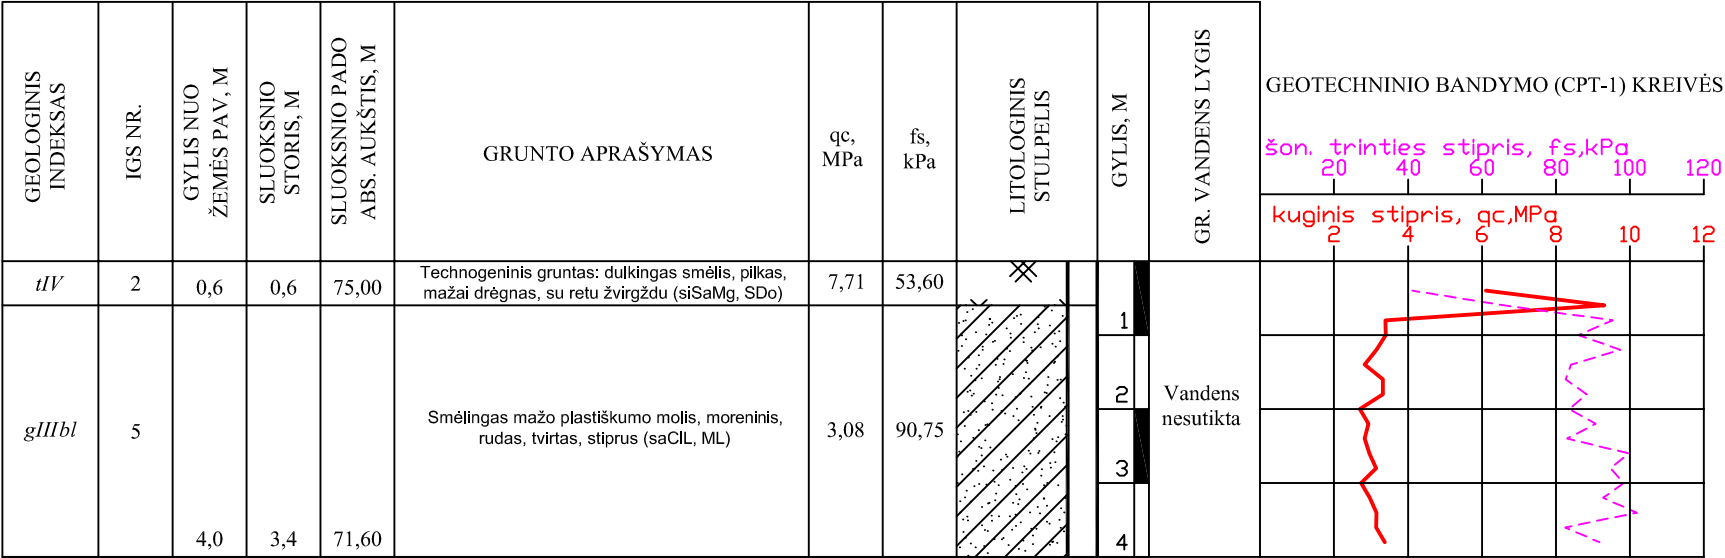 GEOLOGINIS
INDEKSAS
IGS NR.
GYLIS NUO
ŽEMĖS PAV, M
SLUOKSNIO
STORIS, M
SLUOKSNIO PADO
ABS. AUKŠTIS, M
GRUNTO APRAŠYMAS
qc,
MPa
fs,
kPa
LITOLOGINIS
STULPELIS
GYLIS, M
GR. VANDENS LYGIS
GEOTECHNINIO BANDYMO (CPT-1) KREIVĖS
šon. trinties stipris, fs,kPa
20 40 60 80 100 120
kuginis stipris, qc,MPa
2 4 6 8 10 12
tIV
2
0,6
0,6
75,00
Technogeninis gruntas: dulkingas smėlis, pilkas,
mažai drėgnas, su retu žvirgždu (siSaMg, SDo)
7,71
53,60
1
gIIIbl
5
4,0
3,4
71,60
Smėlingas mažo plastiškumo molis, moreninis,
rudas, tvirtas, stiprus (saClL, ML)
3,08
90,75
2
3
4
Vandens
nesutikta